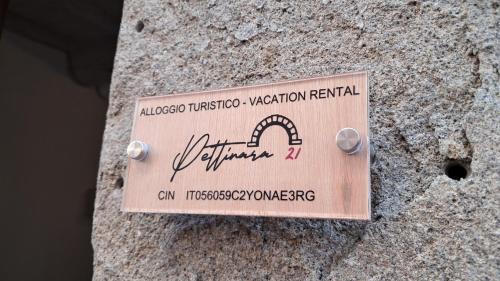 ALLOGGIO TURISTICO - VACATION RENTAL
Pettinara 21
CIN IT056059C2YONAE3RG